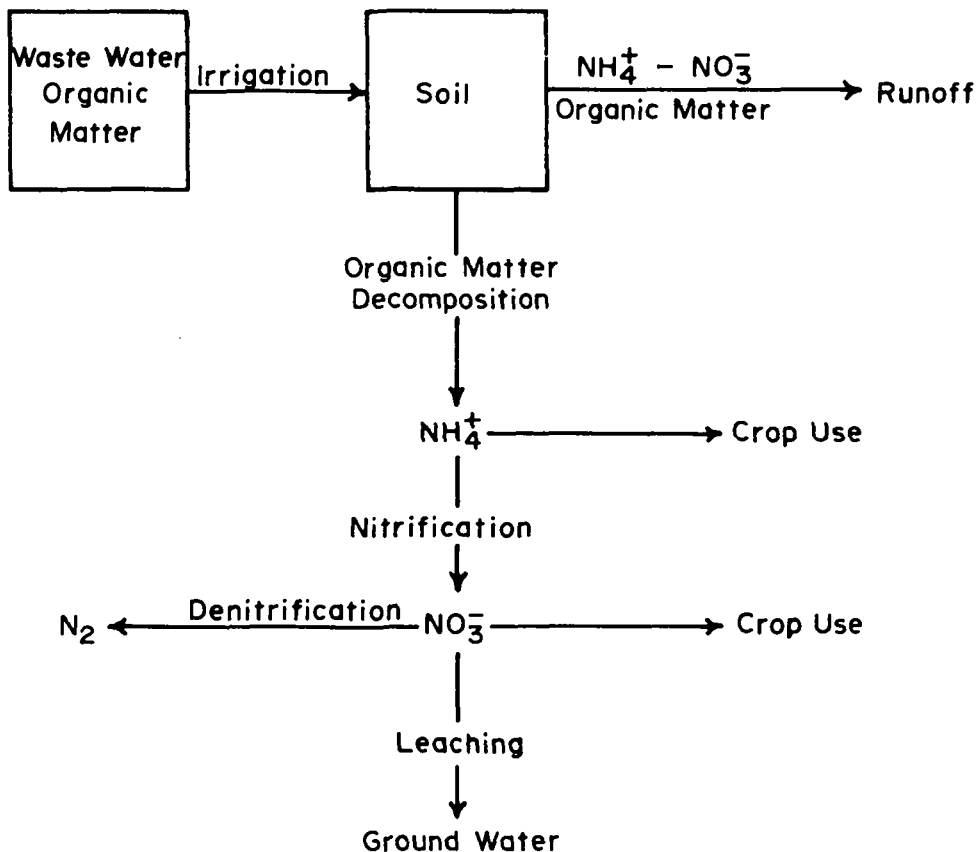 Waste Water
Organic
Matter
Irrigation
Soil
NH₄⁺ - NO₃⁻
Organic Matter
Runoff
Organic Matter
Decomposition
NH₄⁺
Crop Use
Nitrification
N₂
Denitrification
NO₃⁻
Crop Use
Leaching
Ground Water